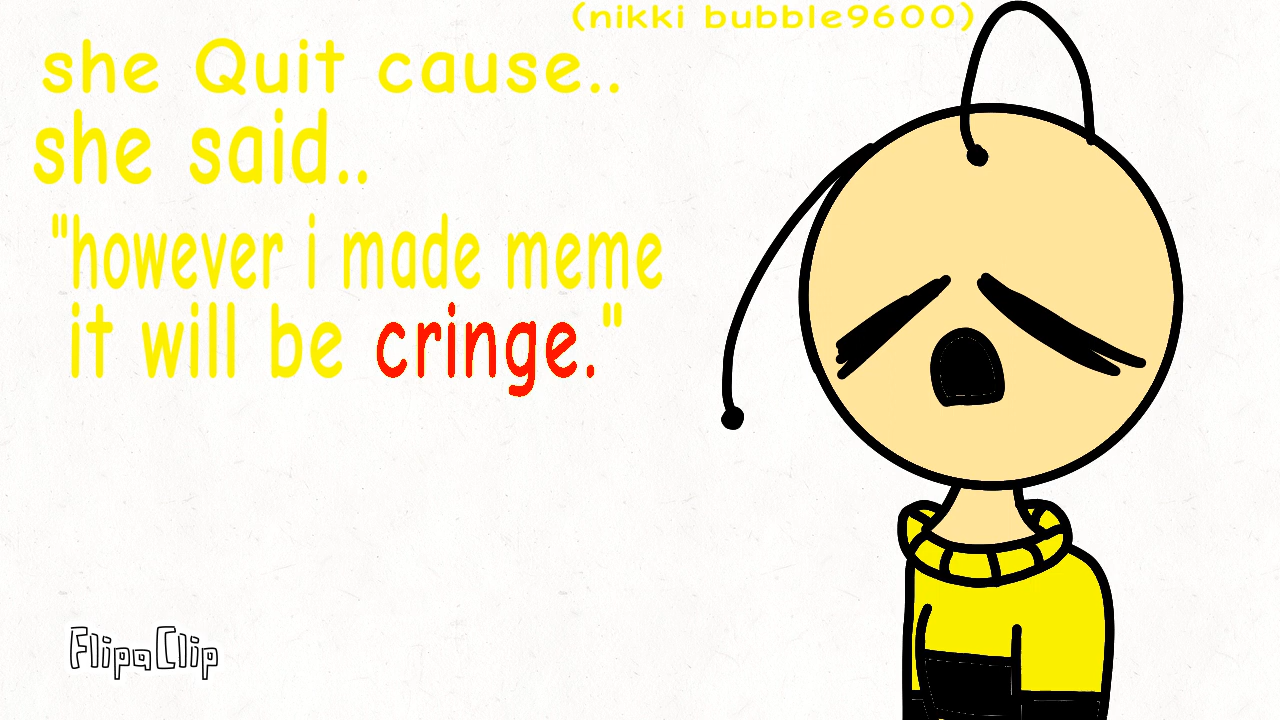 (nikki bubble9600)
she Quit cause..
she said..
"however i made meme
it will be cringe."
FlipaClip